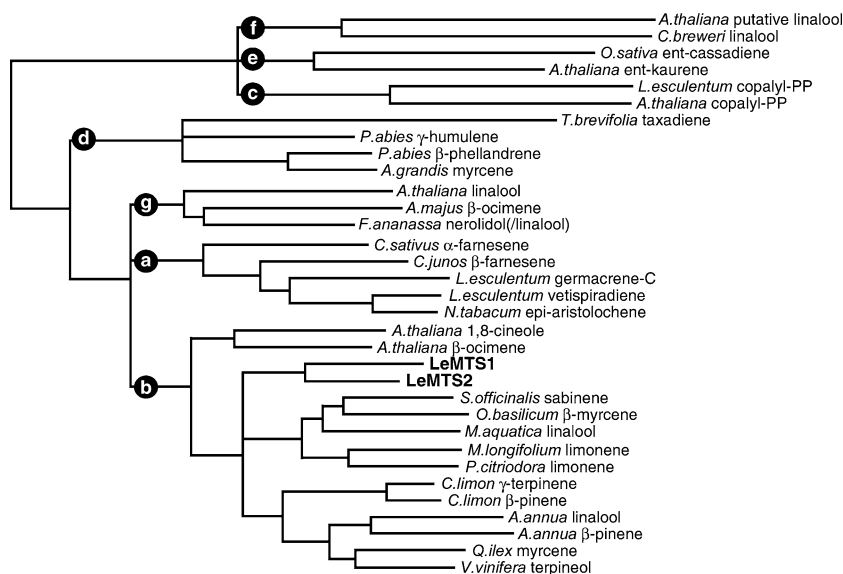 f
A.thaliana putative linalool
C.breweri linalool
e
O.sativa ent-cassadiene
A.thaliana ent-kaurene
c
L.esculentum copalyl-PP
A.thaliana copalyl-PP
d
T.brevifolia taxadiene
P.abies γ-humulene
P.abies β-phellandrene
A.grandis myrcene
g
A.thaliana linalool
A.majus β-ocimene
F.ananassa nerolidol(/linalool)
a
C.sativus α-farnesene
C.junos β-farnesene
L.esculentum germacrene-C
L.esculentum vetispiradiene
N.tabacum epi-aristolochene
b
A.thaliana 1,8-cineole
A.thaliana β-ocimene
LeMTS1
LeMTS2
S.officinalis sabinene
O.basilicum β-myrcene
M.aquatica linalool
M.longifolium limonene
P.citriodora limonene
C.limon γ-terpinene
C.limon β-pinene
A.annua linalool
A.annua β-pinene
Q.ilex myrcene
V.vinifera terpineol